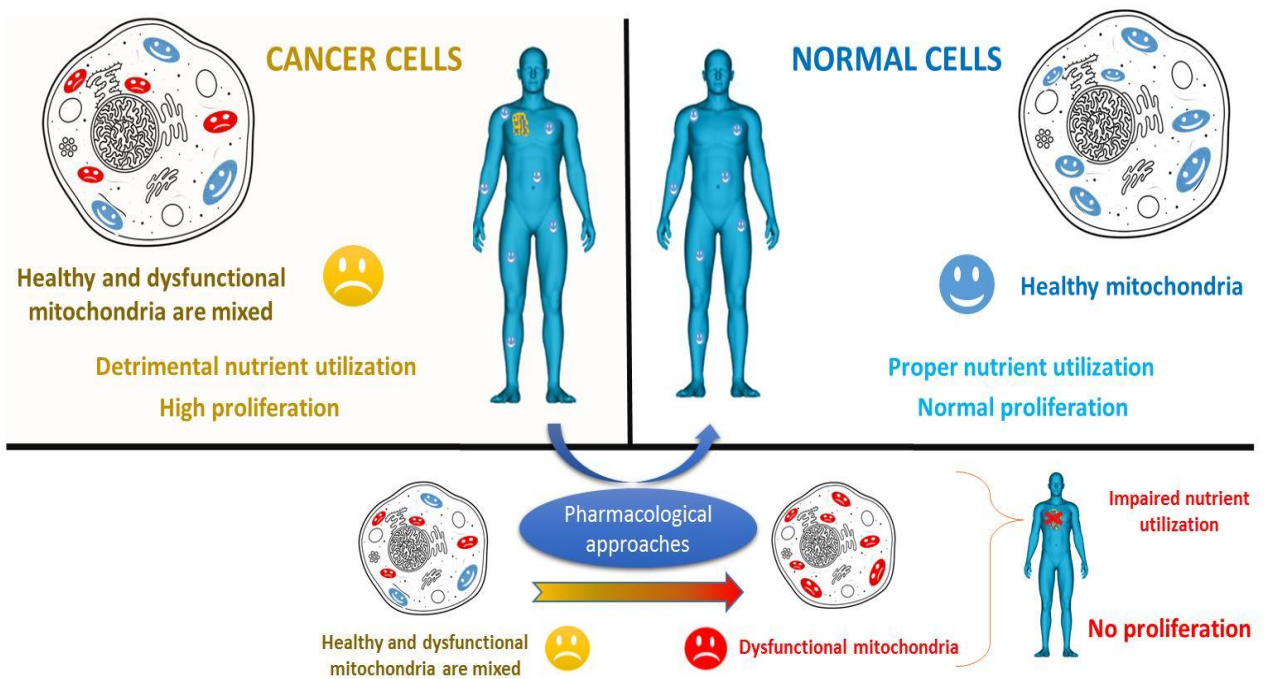 CANCER CELLS
Healthy and dysfunctional
mitochondria are mixed
Detrimental nutrient utilization
High proliferation
NORMAL CELLS
Healthy mitochondria
Proper nutrient utilization
Normal proliferation
Pharmacological
approaches
Healthy and dysfunctional
mitochondria are mixed
Dysfunctional mitochondria
Impaired nutrient
utilization
No proliferation